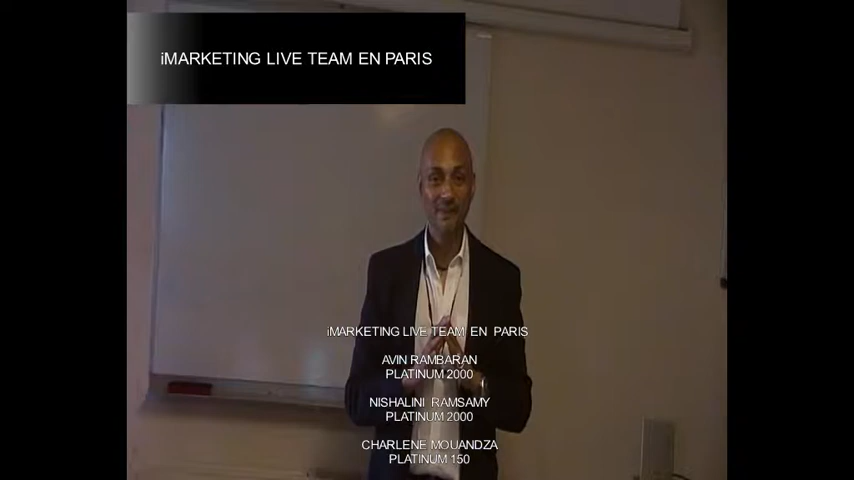 iMARKETING LIVE TEAM EN PARIS
iMARKETING LIVE TEAM EN PARIS
AVIN RAMBARAN
PLATINUM 2000
NISHALINI RAMSAMY
PLATINUM 2000
CHARLENE MOUANDZA
PLATINUM 150